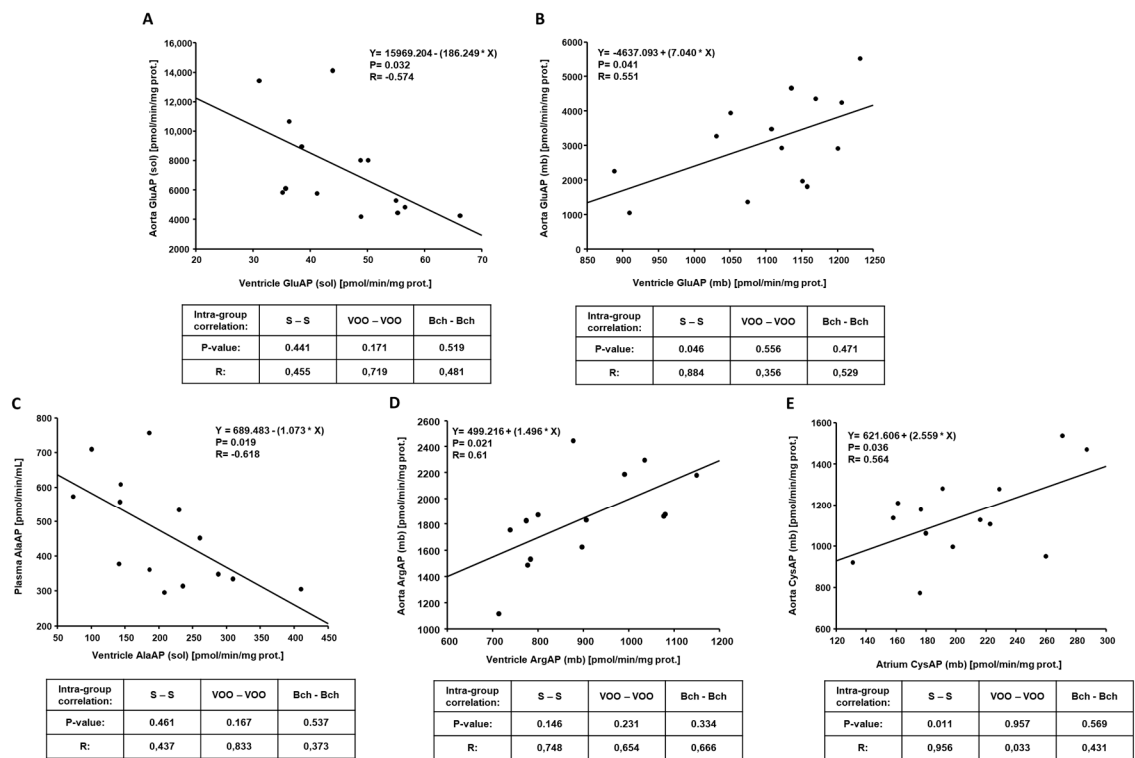 A
Y= 15969.204 – (186.249 * X)
P= 0.032
R= -0.574
Aorta GluAP (sol) [pmol/min/mg prot.]
16,000
14,000
12,000
10,000
8000
6000
4000
2000
20 30 40 50 60 70
Ventricle GluAP (sol) [pmol/min/mg prot.]
Intra-group correlation: S – S VOO – VOO Bch - Bch
P-value: 0.441 0.171 0.519
R: 0,455 0,719 0,481
B
Y= -4637.093 + (7.040 * X)
P= 0.041
R= 0.551
Aorta GluAP (mb) [pmol/min/mg prot.]
6000
5000
4000
3000
2000
1000
0
850 900 950 1000 1050 1100 1150 1200 1250
Ventricle GluAP (mb) [pmol/min/mg prot.]
Intra-group correlation: S – S VOO – VOO Bch - Bch
P-value: 0.046 0.556 0.471
R: 0,884 0,356 0,529
C
Y = 689.483 – (1.073 * X)
P= 0.019
R= -0.618
Plasma AlaAP [pmol/min/mL]
800
700
600
500
400
300
200
50 100 150 200 250 300 350 400 450
Ventricle AlaAP (sol) [pmol/min/mg prot.]
Intra-group correlation: S – S VOO – VOO Bch - Bch
P-value: 0.461 0.167 0.537
R: 0,437 0,833 0,373
D
Y = 499.216 + (1.496 * X)
P= 0.021
R= 0.61
Aorta ArgAP (mb) [pmol/min/mg prot.]
2600
2400
2200
2000
1800
1600
1400
1200
1000
600 700 800 900 1000 1100 1200
Ventricle ArgAP (mb) [pmol/min/mg prot.]
Intra-group correlation: S – S VOO – VOO Bch - Bch
P-value: 0.146 0.231 0.334
R: 0,748 0,654 0,666
E
Y= 621.606 + (2.559 * X)
P= 0.036
R= 0.564
Aorta CysAP (mb) [pmol/min/mg prot.]
1600
1400
1200
1000
800
600
120 140 160 180 200 220 240 260 280 300
Atrium CysAP (mb) [pmol/min/mg prot.]
Intra-group correlation: S – S VOO – VOO Bch - Bch
P-value: 0.011 0.957 0.569
R: 0,956 0,033 0,431